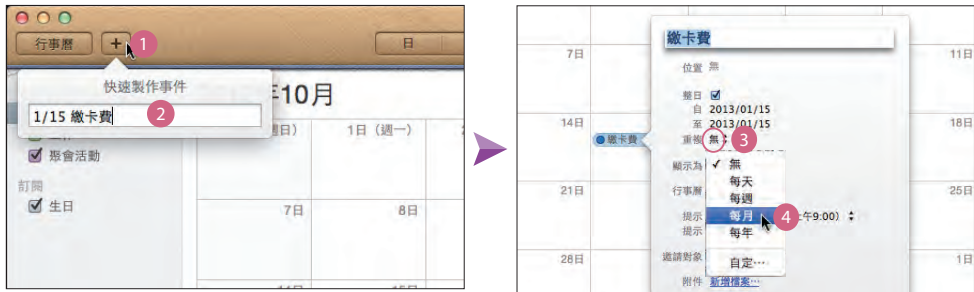 行事曆 + 1 日
快速製作事件
1/15 繳卡費 2
10月
1日 (週一)
聚會活動
訂閱
生日
7日 8日
繳卡費
位置 無
整日
自 2013/01/15
至 2013/01/15
重複 無 3
顯示為 ✓ 無
每天
行事曆 每週
提示 每月 4 午9:00)
提示 每年
邀請對象 自定…
附件 新增檔案…
7日 11日
14日 繳卡費 18日
21日 25日
28日 1日